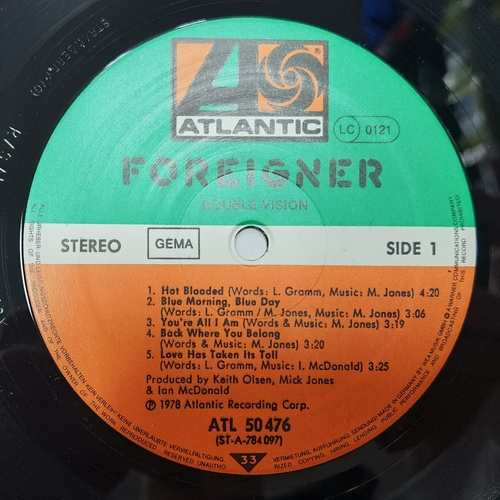 ATLANTIC
LC 0121
FOREIGNER
DOUBLE VISION
STEREO GEMA SIDE 1
1. Hot Blooded (Words: L. Gramm, Music: M. Jones) 4:20
2. Blue Morning, Blue Day
(Words: L. Gramm / M. Jones, Music: M. Jones) 3:06
3. You're All I Am (Words & Music: M. Jones) 3:19
4. Back Where You Belong
(Words & Music: M. Jones) 3:20
5. Love Has Taken Its Toll
(Words: L. Gramm, Music: I. McDonald) 3:25
Produced by Keith Olsen, Mick Jones
& Ian McDonald
℗ 1978 Atlantic Recording Corp.
ATL 50 476
(ST-A-784 097)
33